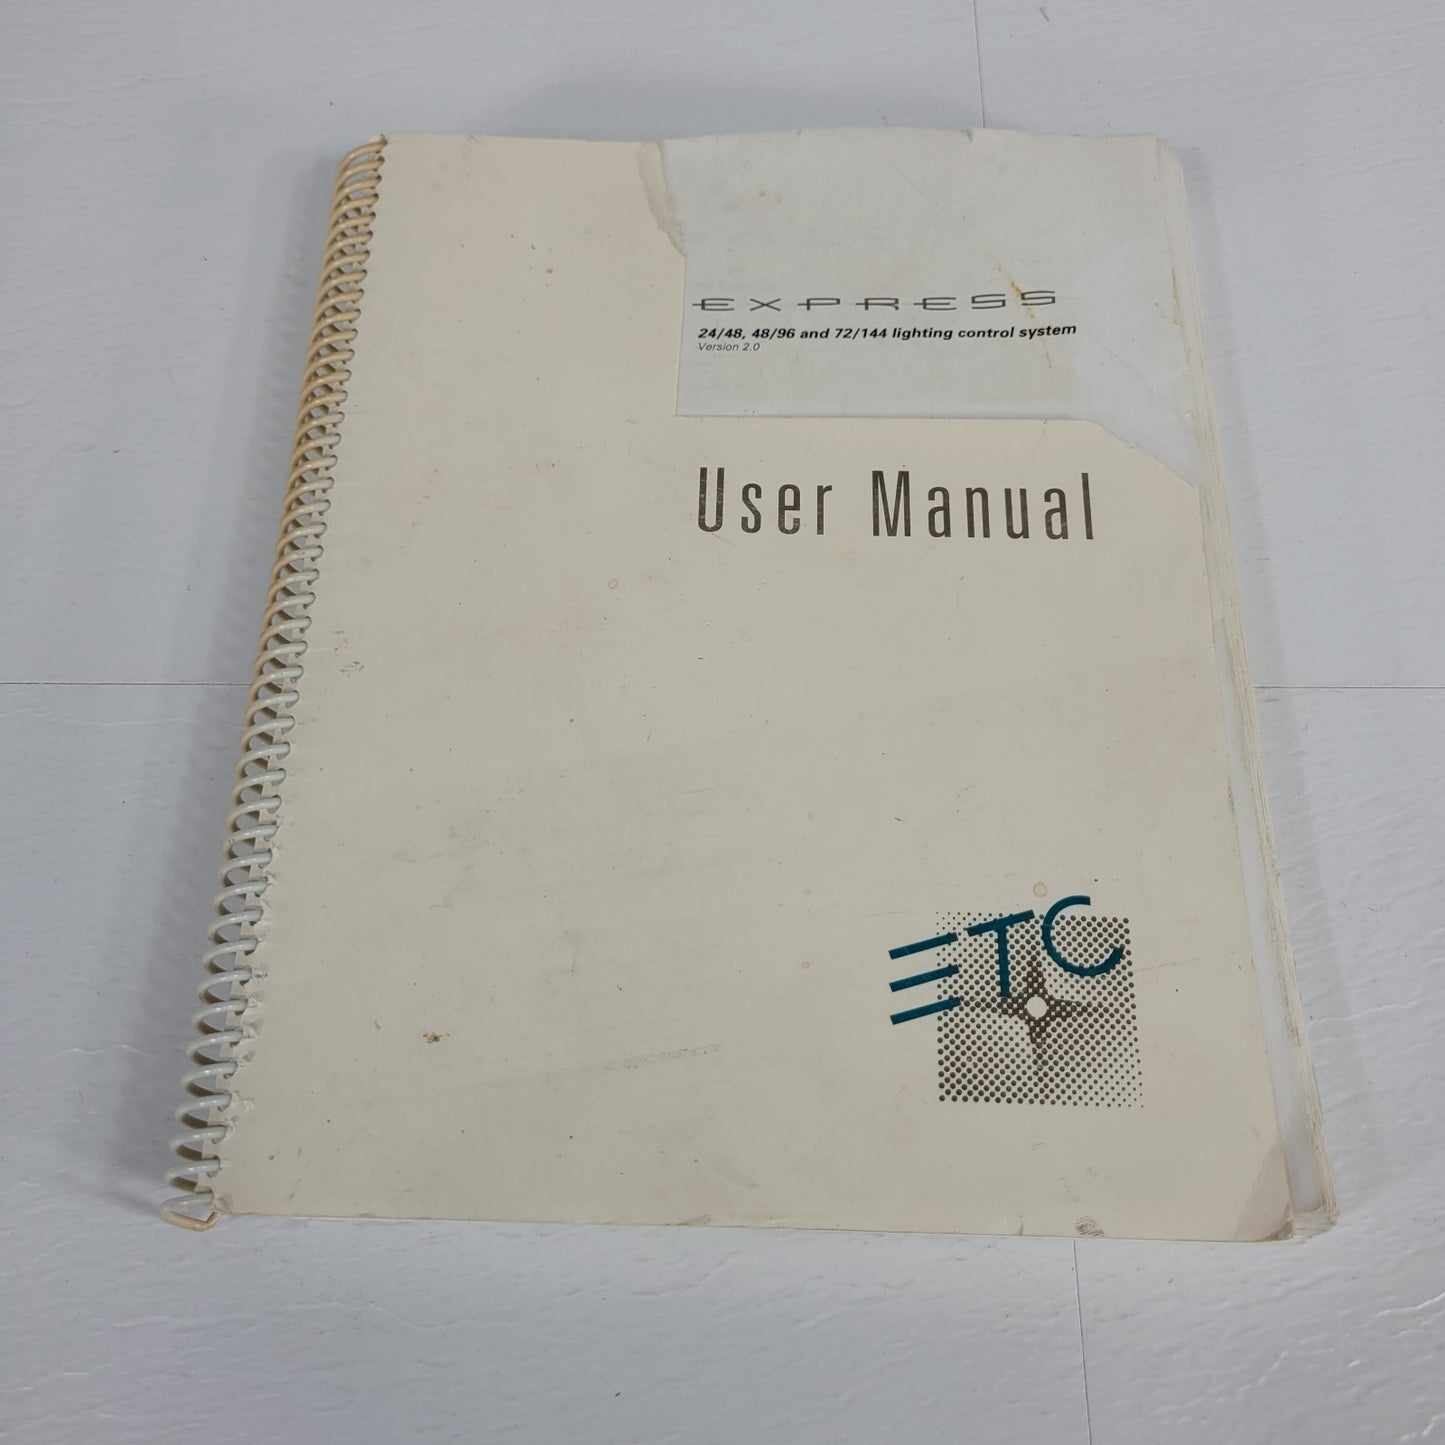 EXPRESS
24/48, 48/96 and 72/144 lighting control system
Version 2.0
User Manual
ETC